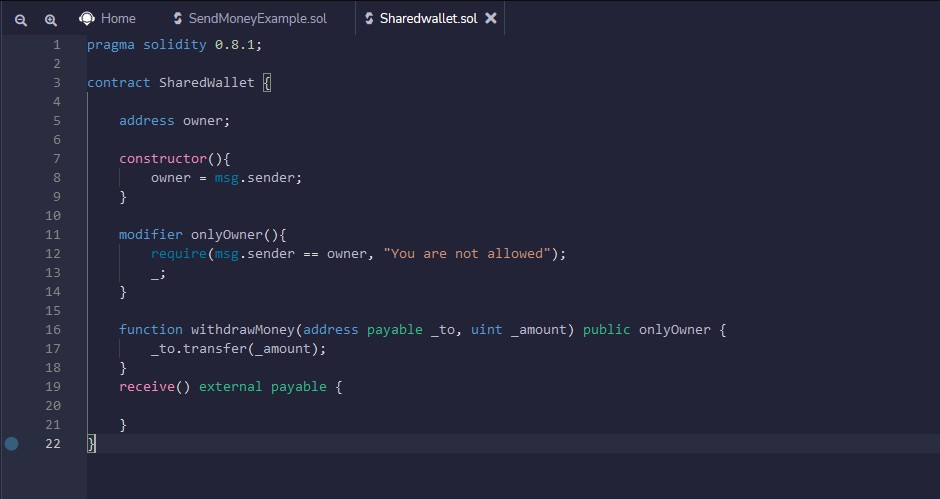 Home SendMoneyExample.sol Sharedwallet.sol
1 pragma solidity 0.8.1;
2
3 contract SharedWallet {
4
5 address owner;
6
7 constructor(){
8 owner = msg.sender;
9 }
10
11 modifier onlyOwner(){
12 require(msg.sender == owner, "You are not allowed");
13 _;
14 }
15
16 function withdrawMoney(address payable _to, uint _amount) public onlyOwner {
17 _to.transfer(_amount);
18 }
19 receive() external payable {
20
21 }
22 }